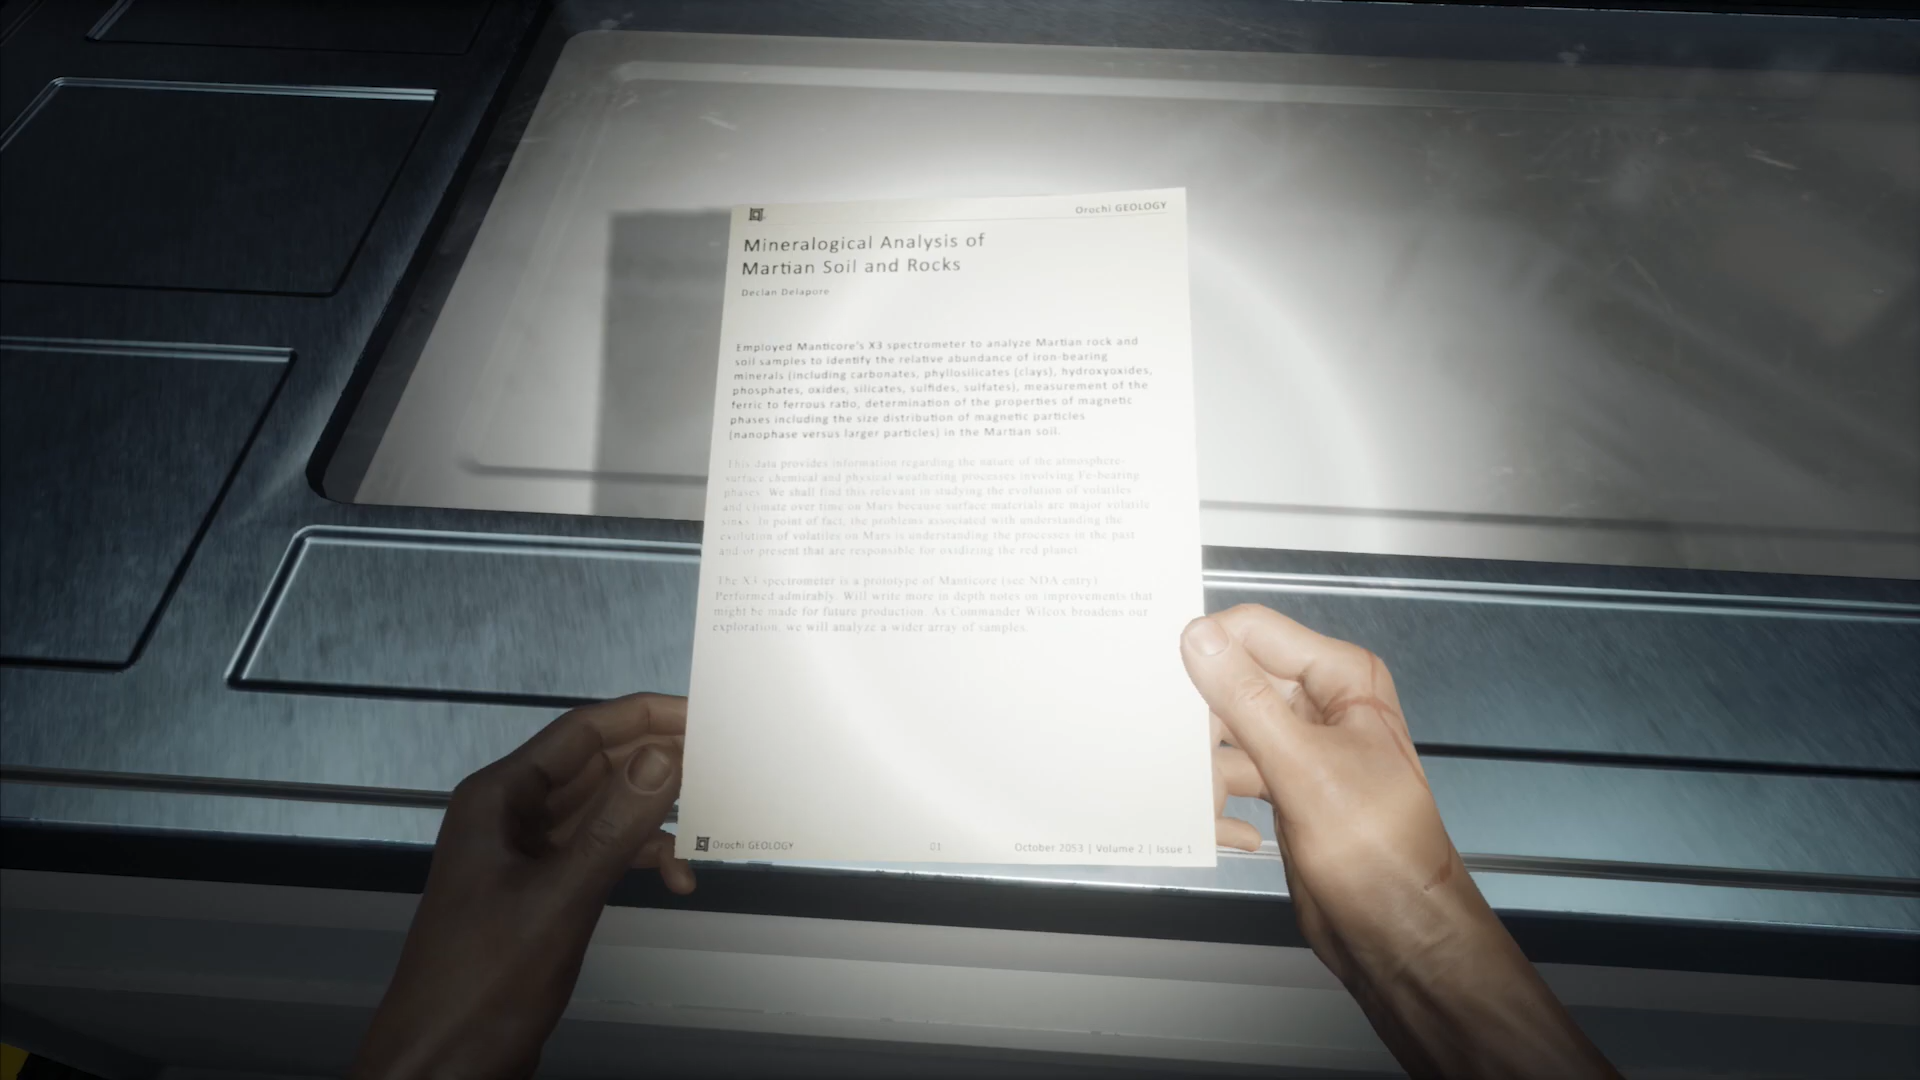 Orochi GEOLOGY
Mineralogical Analysis of
Martian Soil and Rocks
Declan Delapore
Employed Manticore's X3 spectrometer to analyze Martian rock and
soil samples to identify the relative abundance of iron-bearing
minerals (including carbonates, phyllosilicates (clays), hydroxyoxides,
phosphates, oxides, silicates, sulfides, sulfates), measurement of the
ferric to ferrous ratio, determination of the properties of magnetic
phases including the size distribution of magnetic particles
(nanophase versus larger particles) in the Martian soil.
This data provides information regarding the nature of the atmosphere-
surface chemical and physical weathering processes involving Fe-bearing
phases. We shall find this relevant in studying the evolution of volatiles
and climate over time on Mars because surface materials are major volatile
sinks. In point of fact, the problems associated with understanding the
evolution of volatiles on Mars is understanding the processes in the past
and/or present that are responsible for oxidizing the red planet.
The X3 spectrometer is a prototype of Manticore (see NDA entry).
Performed admirably. Will write more in depth notes on improvements that
might be made for future production. As Commander Wilcox broadens our
exploration, we will analyze a wider array of samples.
Orochi GEOLOGY 01 October 2053 | Volume 2 | Issue 1